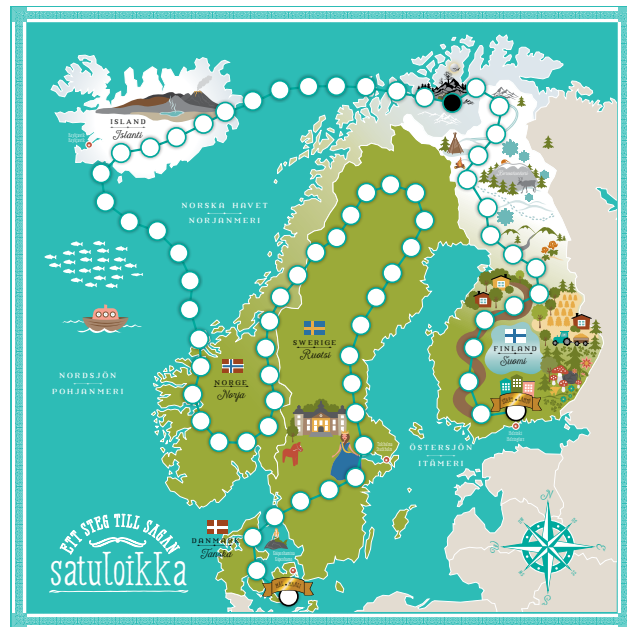 ISLAND
Islanti
NORSKA HAVET
NORJANMERI
SVERIGE
Ruotsi
FINLAND
Suomi
NORGE
Norja
NORDSJÖN
POHJANMERI
ÖSTERSJÖN
ITÄMERI
DANMARK
Tanska
ETT STEG TILL SAGAN
satuloikka
N